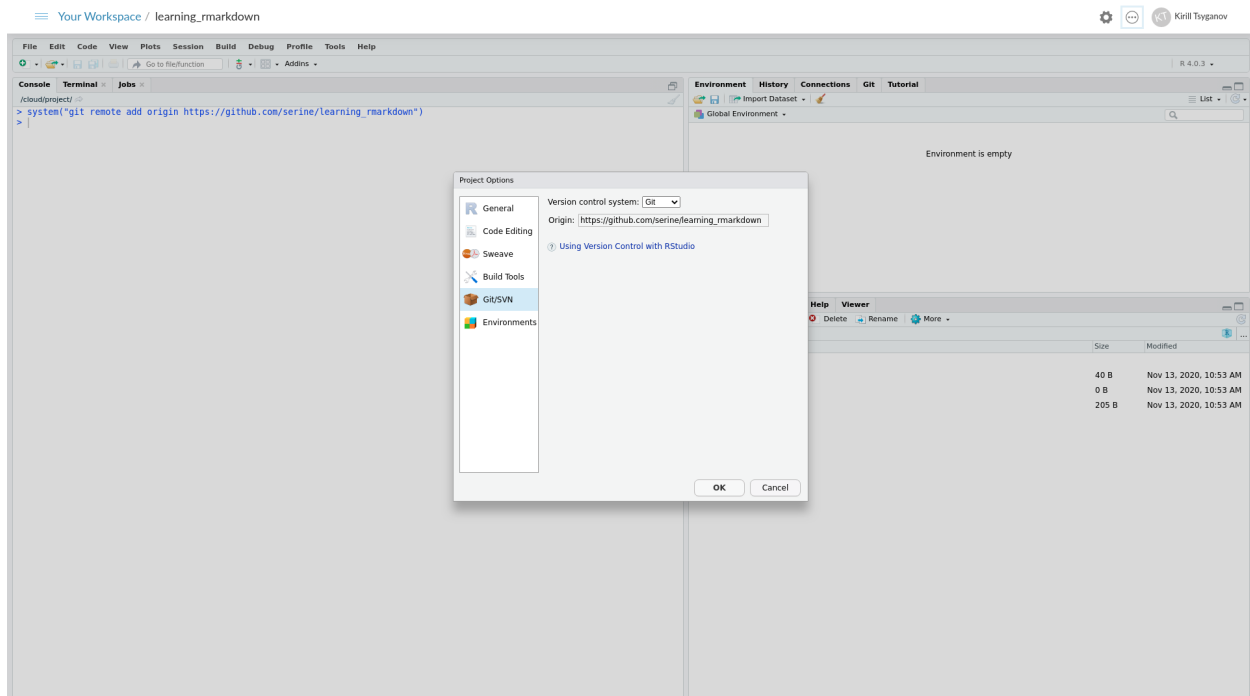 Your Workspace / learning_rmarkdown
KT Kirill Tsyganov
File Edit Code View Plots Session Build Debug Profile Tools Help
Go to file/function Addins
R 4.0.3
Console Terminal Jobs
/cloud/project/
> system("git remote add origin https://github.com/serine/learning_rmarkdown")
>
Environment History Connections Git Tutorial
Import Dataset List
Global Environment
Environment is empty
Project Options
General
Code Editing
Sweave
Build Tools
Git/SVN
Environments
Version control system: Git
Origin: https://github.com/serine/learning_rmarkdown
Using Version Control with RStudio
OK Cancel
Help Viewer
Delete Rename More
...
Size Modified
40 B Nov 13, 2020, 10:53 AM
0 B Nov 13, 2020, 10:53 AM
205 B Nov 13, 2020, 10:53 AM